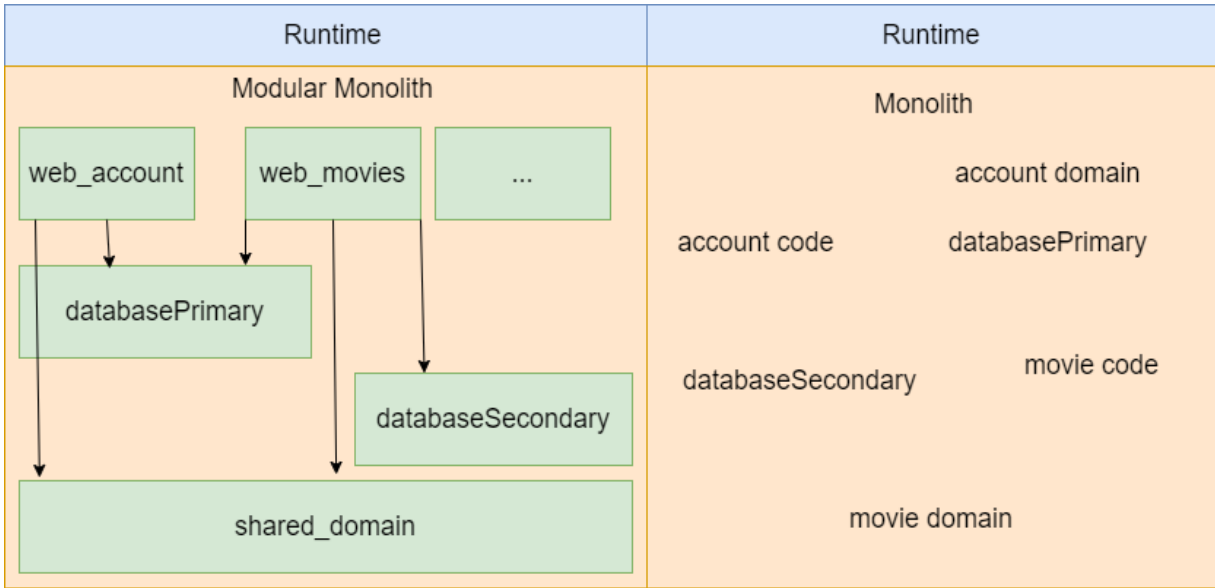 Runtime
Modular Monolith
web_account
web_movies
...
databasePrimary
databaseSecondary
shared_domain
Runtime
Monolith
account domain
account code
databasePrimary
movie code
databaseSecondary
movie domain